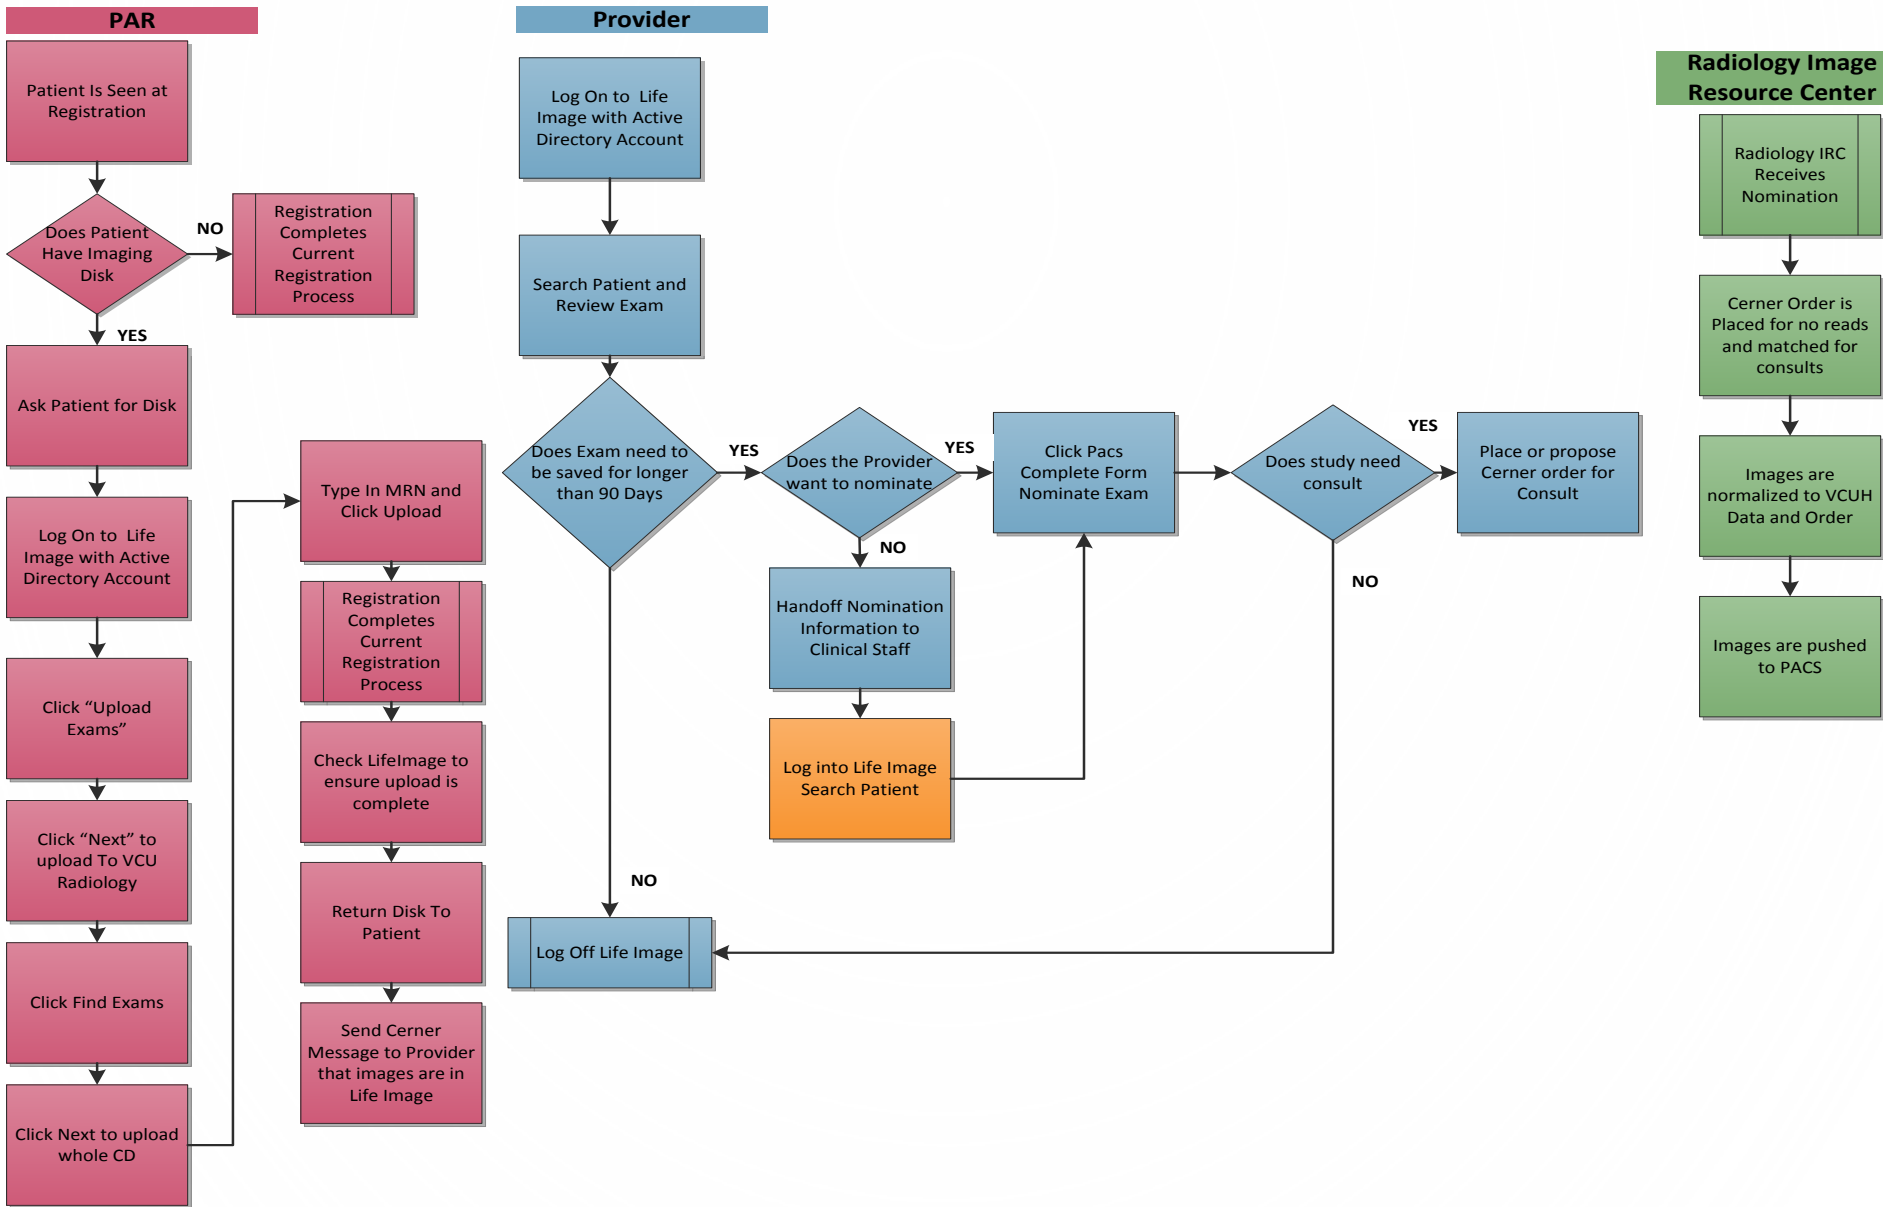 PAR
Patient Is Seen at
Registration
Does Patient
Have Imaging
Disk
NO
Registration
Completes
Current
Registration
Process
YES
Ask Patient for Disk
Log On to Life
Image with Active
Directory Account
Click “Upload
Exams”
Click “Next” to
upload To VCU
Radiology
Click Find Exams
Click Next to upload
whole CD
Type In MRN and
Click Upload
Registration
Completes
Current
Registration
Process
Check LifeImage to
ensure upload is
complete
Return Disk To
Patient
Send Cerner
Message to Provider
that images are in
Life Image
Provider
Log On to Life
Image with Active
Directory Account
Search Patient and
Review Exam
Does Exam need to
be saved for longer
than 90 Days
YES
Does the Provider
want to nominate
YES
Click Pacs
Complete Form
Nominate Exam
Does study need
consult
YES
Place or propose
Cerner order for
Consult
NO
Handoff Nomination
Information to
Clinical Staff
Log into Life Image
Search Patient
NO
NO
Log Off Life Image
Radiology Image
Resource Center
Radiology IRC
Receives
Nomination
Cerner Order is
Placed for no reads
and matched for
consults
Images are
normalized to VCUH
Data and Order
Images are pushed
to PACS